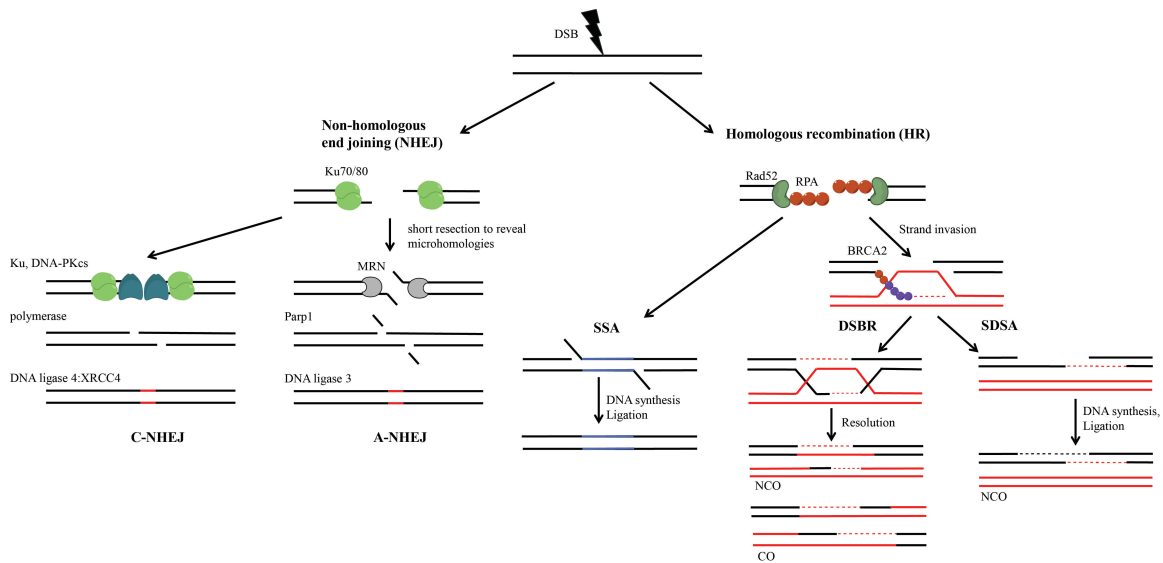 DSB
Non-homologous
end joining (NHEJ)
Homologous recombination (HR)
Ku70/80
Rad52
RPA
short resection to reveal
microhomologies
Strand invasion
Ku, DNA-PKcs
MRN
BRCA2
polymerase
Parp1
SSA
DSBR
SDSA
DNA ligase 4:XRCC4
DNA ligase 3
DNA synthesis
Ligation
Resolution
DNA synthesis,
Ligation
C-NHEJ
A-NHEJ
NCO
NCO
CO